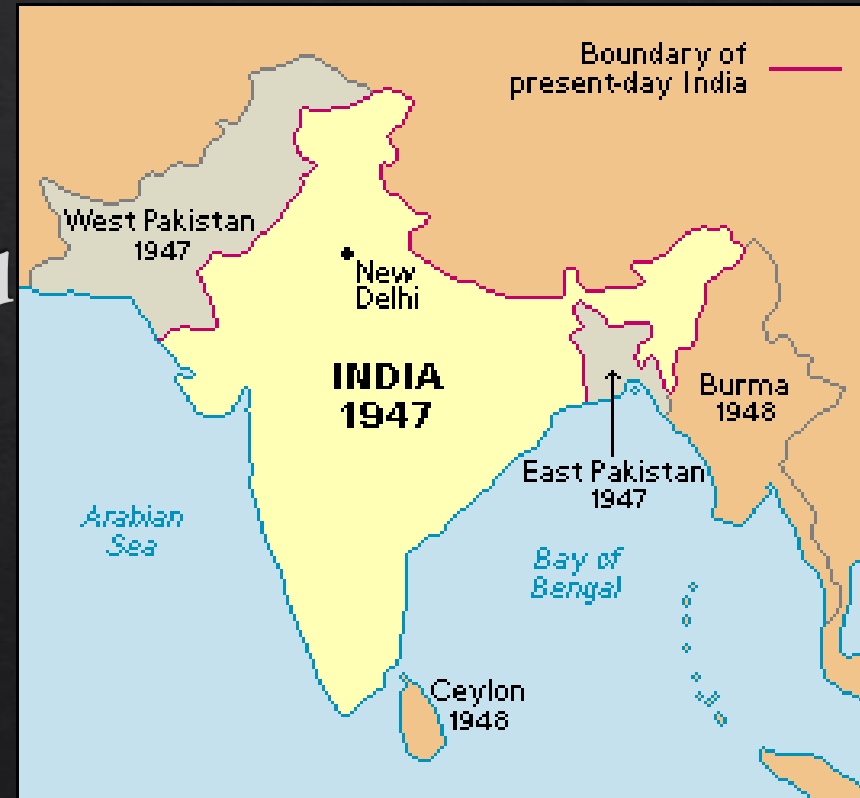 Boundary of
present-day India
West Pakistan
1947
New
Delhi
INDIA
1947
Burma
1948
East Pakistan
1947
Arabian
Sea
Bay of
Bengal
Ceylon
1948